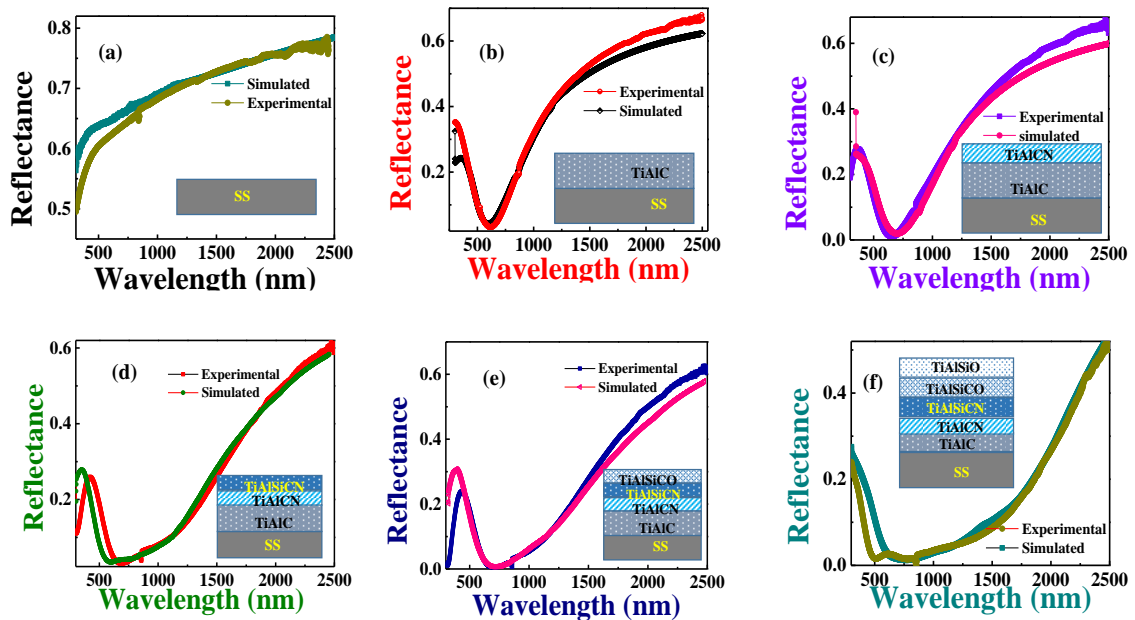 (a)
0.8
0.7
0.6
0.5
Reflectance
Simulated
Experimental
SS
500 1000 1500 2000 2500
Wavelength (nm)
(b)
0.6
0.4
0.2
Reflectance
Experimental
Simulated
TiAlC
SS
500 1000 1500 2000 2500
Wavelength (nm)
(c)
0.6
0.4
0.2
0.0
Reflectance
Experimental
simulated
TiAlCN
TiAlC
SS
500 1000 1500 2000 2500
Wavelength (nm)
(d)
0.6
0.4
0.2
Reflectance
Experimental
Simulated
TiAlSiCN
TiAlCN
TiAlC
SS
500 1000 1500 2000 2500
Wavelength (nm)
(e)
0.6
0.4
0.2
0.0
Reflectance
Experimental
Simulated
TiAlSiCO
TiAlSiCN
TiAlCN
TiAlC
SS
500 1000 1500 2000 2500
Wavelength (nm)
(f)
0.4
0.2
0.0
Reflectance
TiAlSiO
TiAlSiCO
TiAlSiCN
TiAlCN
TiAlC
SS
Experimental
Simulated
500 1000 1500 2000 2500
Wavelength (nm)